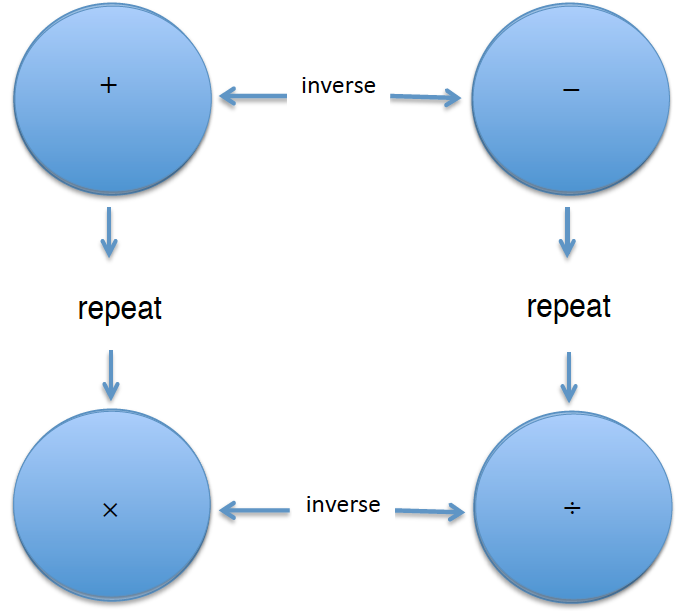 + inverse −
repeat repeat
× inverse ÷